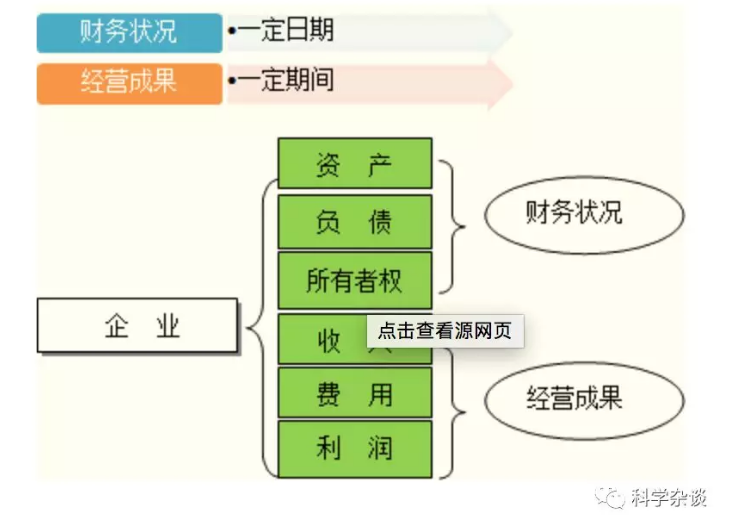 财务状况 •一定日期
经营成果 •一定期间
资 产
负 债
财务状况
所有者权
企 业
收
点击查看源网页
费 用
经营成果
利 润
科学杂谈